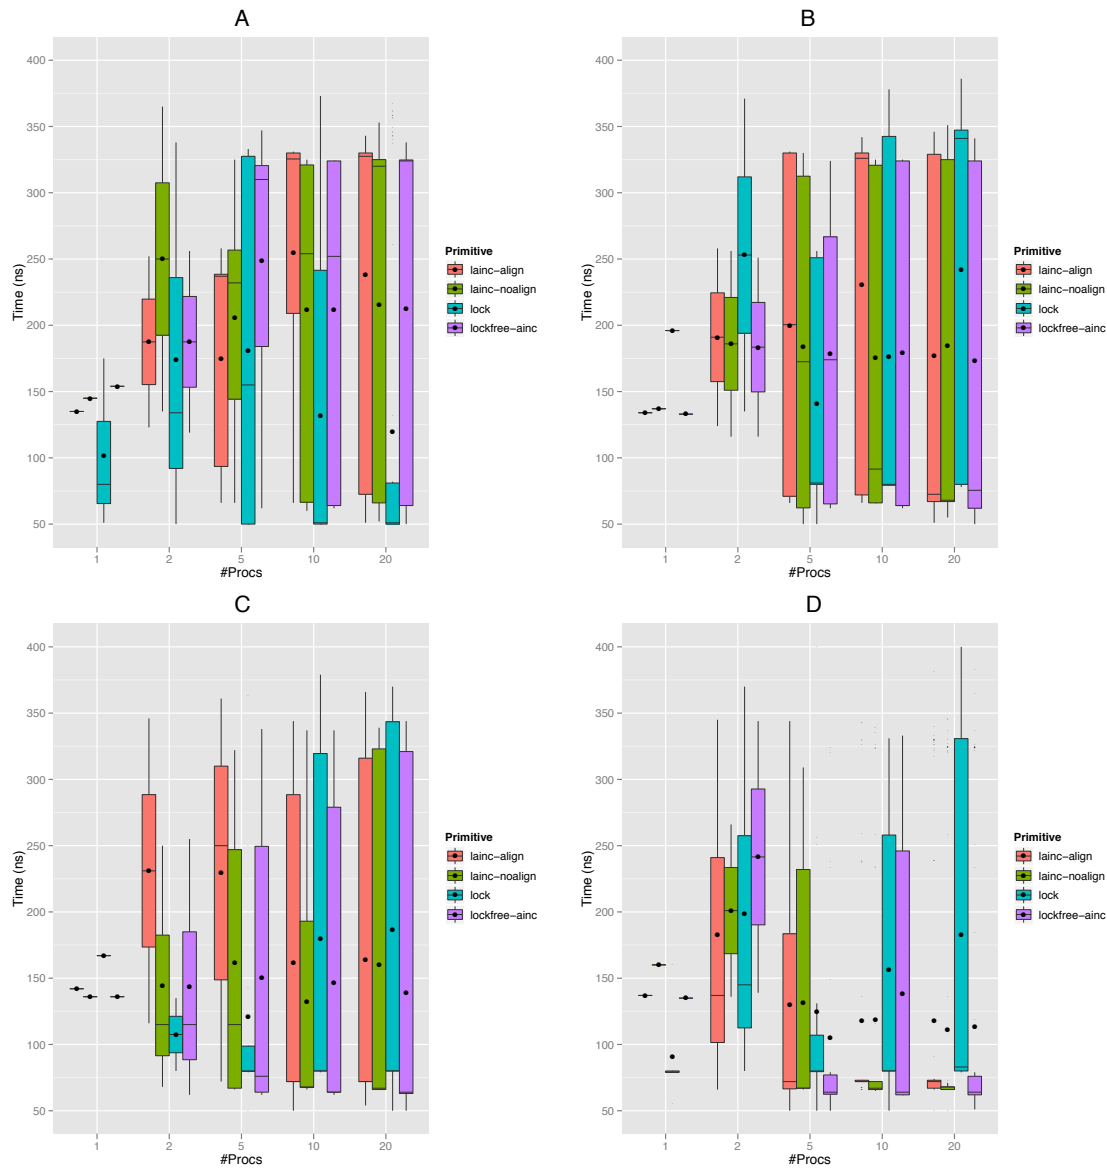 A
Time (ns)
400
350
300
250
200
150
100
50
1 2 5 10 20
#Procs
Primitive
lainc−align
lainc−noalign
lock
lockfree−ainc
B
Time (ns)
400
350
300
250
200
150
100
50
1 2 5 10 20
#Procs
Primitive
lainc−align
lainc−noalign
lock
lockfree−ainc
C
Time (ns)
400
350
300
250
200
150
100
50
1 2 5 10 20
#Procs
Primitive
lainc−align
lainc−noalign
lock
lockfree−ainc
D
Time (ns)
400
350
300
250
200
150
100
50
1 2 5 10 20
#Procs
Primitive
lainc−align
lainc−noalign
lock
lockfree−ainc